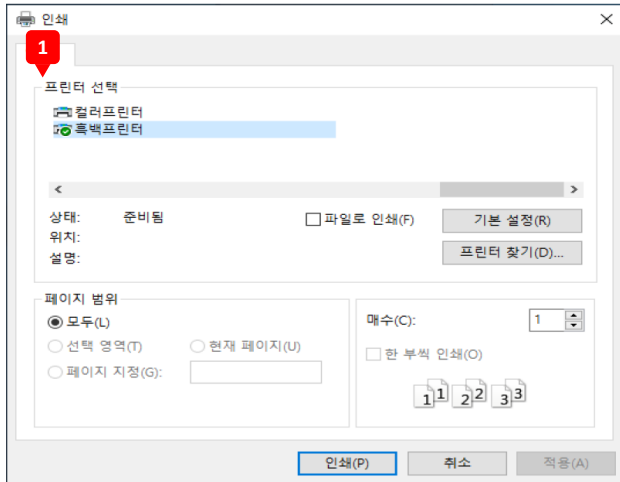 인쇄
1
프린터 선택
컬러프린터
흑백프린터
상태: 준비됨
위치:
설명:
파일로 인쇄(F)
기본 설정(R)
프린터 찾기(D)...
페이지 범위
모두(L)
선택 영역(T) 현재 페이지(U)
페이지 지정(G):
매수(C): 1
한 부씩 인쇄(O)
1 1 2 2 3 3
인쇄(P) 취소 적용(A)